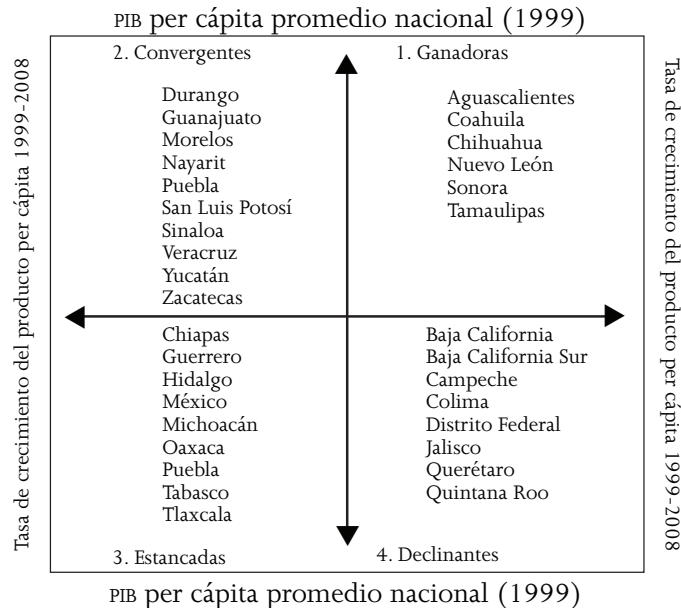 PIB per cápita promedio nacional (1999)
Tasa de crecimiento del producto per cápita 1999-2008
2. Convergentes
Durango
Guanajuato
Morelos
Nayarit
Puebla
San Luis Potosí
Sinaloa
Veracruz
Yucatán
Zacatecas
1. Ganadoras
Aguascalientes
Coahuila
Chihuahua
Nuevo León
Sonora
Tamaulipas
Chiapas
Guerrero
Hidalgo
México
Michoacán
Oaxaca
Puebla
Tabasco
Tlaxcala
3. Estancadas
Baja California
Baja California Sur
Campeche
Colima
Distrito Federal
Jalisco
Querétaro
Quintana Roo
4. Declinantes
Tasa de crecimiento del producto per cápita 1999-2008
PIB per cápita promedio nacional (1999)